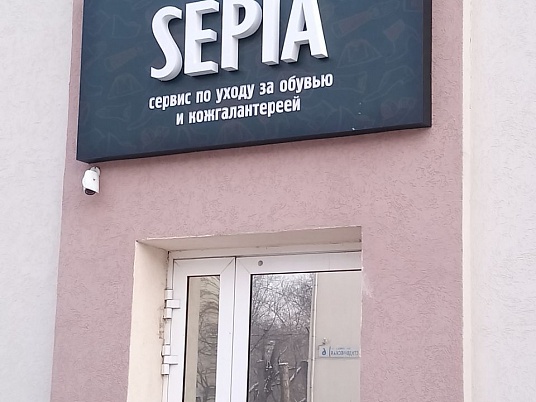 SEPIA
сервис по уходу за обувью
и кожгалантереей